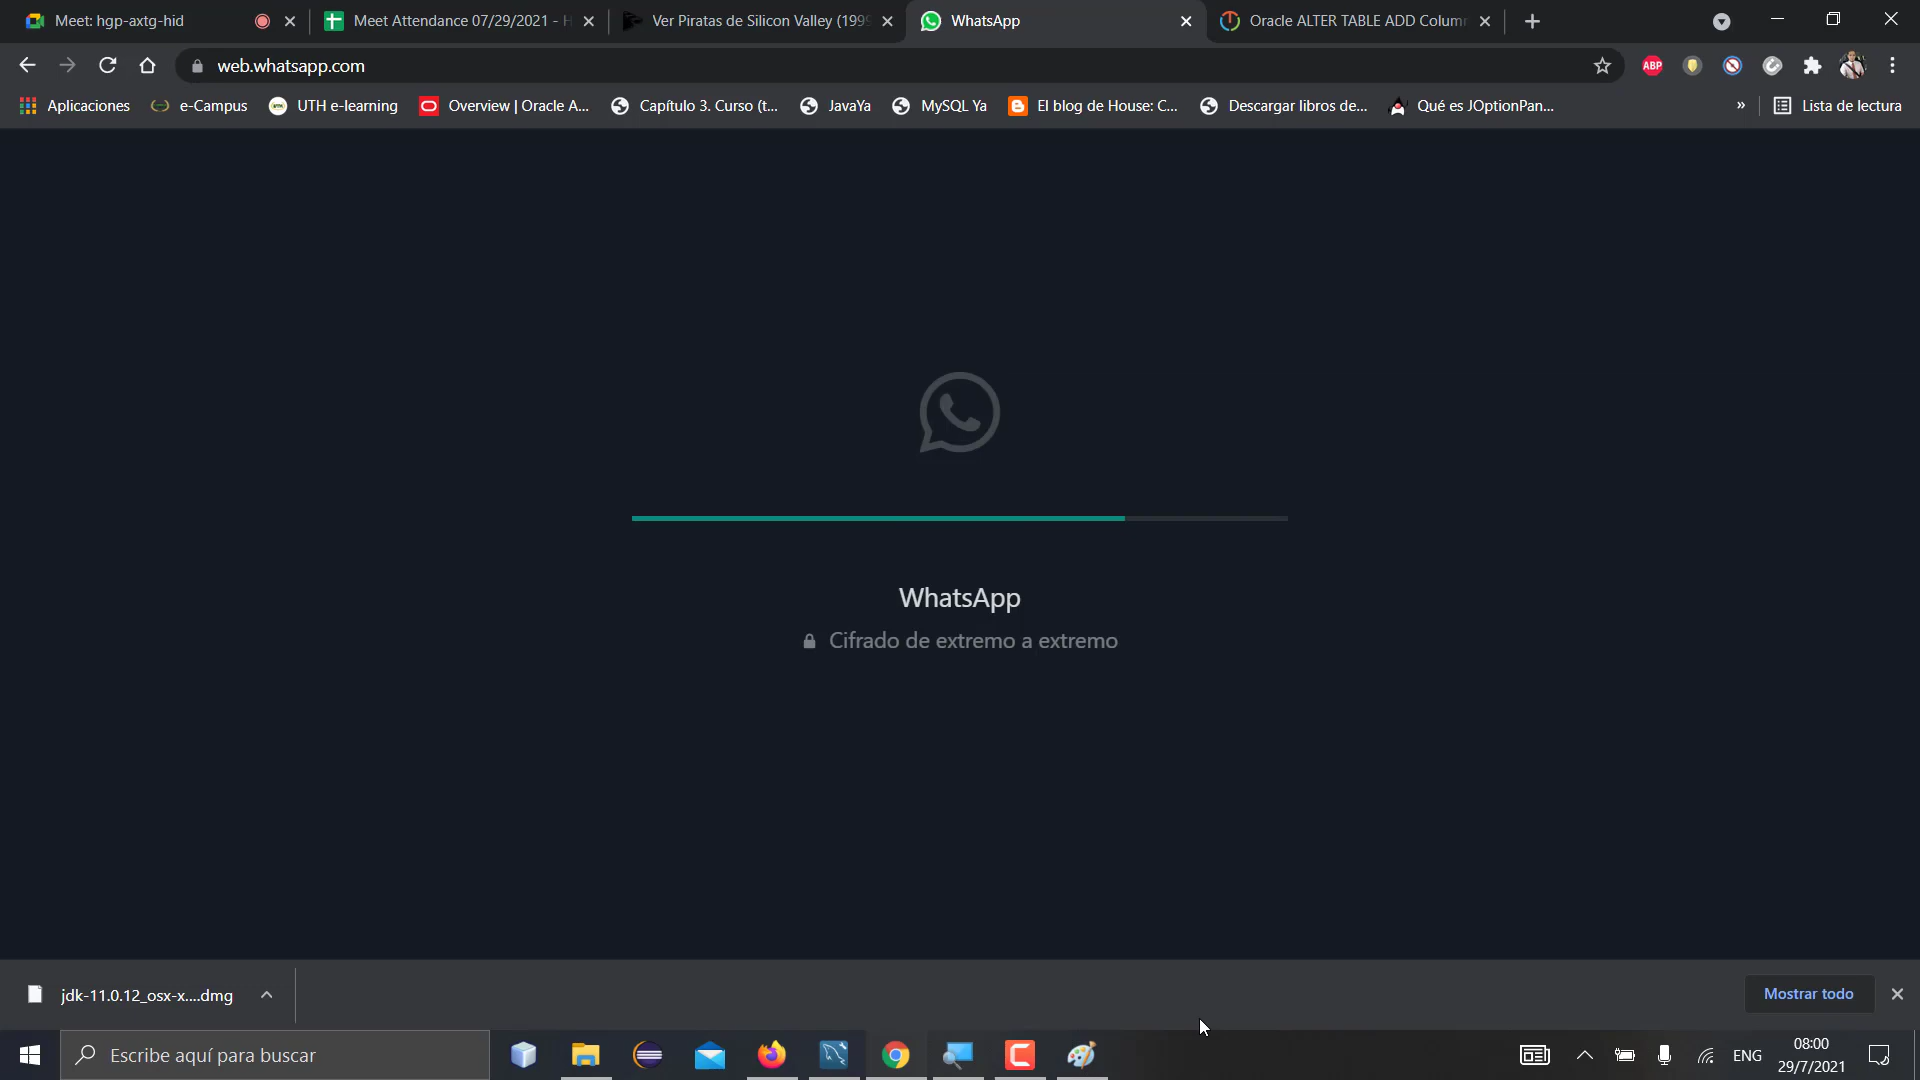 Meet: hgp-axtg-hid
Meet Attendance 07/29/2021 - H
Ver Piratas de Silicon Valley (1999
WhatsApp
Oracle ALTER TABLE ADD Column
web.whatsapp.com
ABP
Aplicaciones
e-Campus
UTH e-learning
Overview | Oracle A...
Capítulo 3. Curso (t...
JavaYa
MySQL Ya
El blog de House: C...
Descargar libros de...
Qué es JOptionPan...
»
Lista de lectura
WhatsApp
Cifrado de extremo a extremo
jdk-11.0.12_osx-x....dmg
Mostrar todo
Escribe aquí para buscar
ENG
08:00
29/7/2021